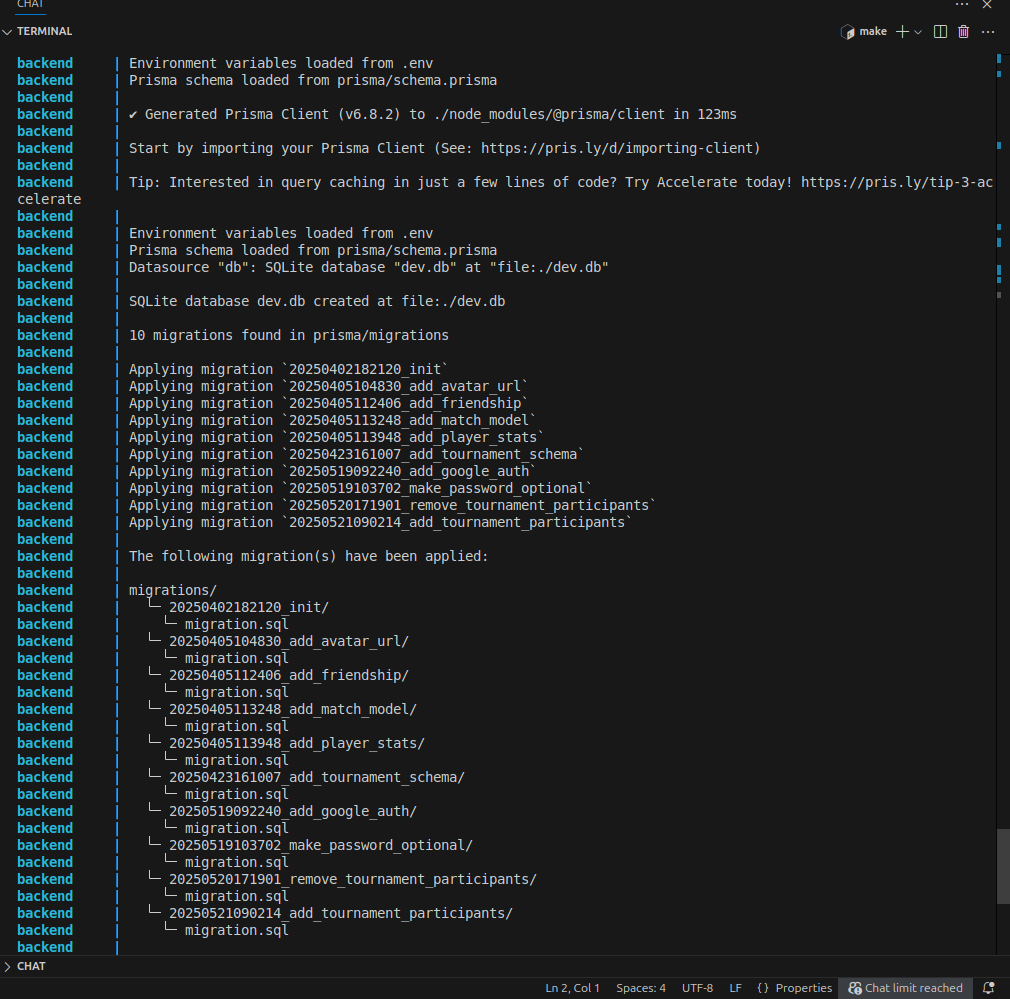 CHAT
TERMINAL
make
backend | Environment variables loaded from .env
backend | Prisma schema loaded from prisma/schema.prisma
backend |
backend | ✔ Generated Prisma Client (v6.8.2) to ./node_modules/@prisma/client in 123ms
backend |
backend | Start by importing your Prisma Client (See: https://pris.ly/d/importing-client)
backend |
backend | Tip: Interested in query caching in just a few lines of code? Try Accelerate today! https://pris.ly/tip-3-ac
celerate
backend |
backend | Environment variables loaded from .env
backend | Prisma schema loaded from prisma/schema.prisma
backend | Datasource "db": SQLite database "dev.db" at "file:./dev.db"
backend |
backend | SQLite database dev.db created at file:./dev.db
backend |
backend | 10 migrations found in prisma/migrations
backend |
backend | Applying migration `20250402182120_init`
backend | Applying migration `20250405104830_add_avatar_url`
backend | Applying migration `20250405112406_add_friendship`
backend | Applying migration `20250405113248_add_match_model`
backend | Applying migration `20250405113948_add_player_stats`
backend | Applying migration `20250423161007_add_tournament_schema`
backend | Applying migration `20250519092240_add_google_auth`
backend | Applying migration `20250519103702_make_password_optional`
backend | Applying migration `20250520171901_remove_tournament_participants`
backend | Applying migration `20250521090214_add_tournament_participants`
backend |
backend | The following migration(s) have been applied:
backend |
backend | migrations/
backend | └─ 20250402182120_init/
backend | └─ migration.sql
backend | └─ 20250405104830_add_avatar_url/
backend | └─ migration.sql
backend | └─ 20250405112406_add_friendship/
backend | └─ migration.sql
backend | └─ 20250405113248_add_match_model/
backend | └─ migration.sql
backend | └─ 20250405113948_add_player_stats/
backend | └─ migration.sql
backend | └─ 20250423161007_add_tournament_schema/
backend | └─ migration.sql
backend | └─ 20250519092240_add_google_auth/
backend | └─ migration.sql
backend | └─ 20250519103702_make_password_optional/
backend | └─ migration.sql
backend | └─ 20250520171901_remove_tournament_participants/
backend | └─ migration.sql
backend | └─ 20250521090214_add_tournament_participants/
backend | └─ migration.sql
backend |
CHAT
Ln 2, Col 1 Spaces: 4 UTF-8 LF {} Properties Chat limit reached